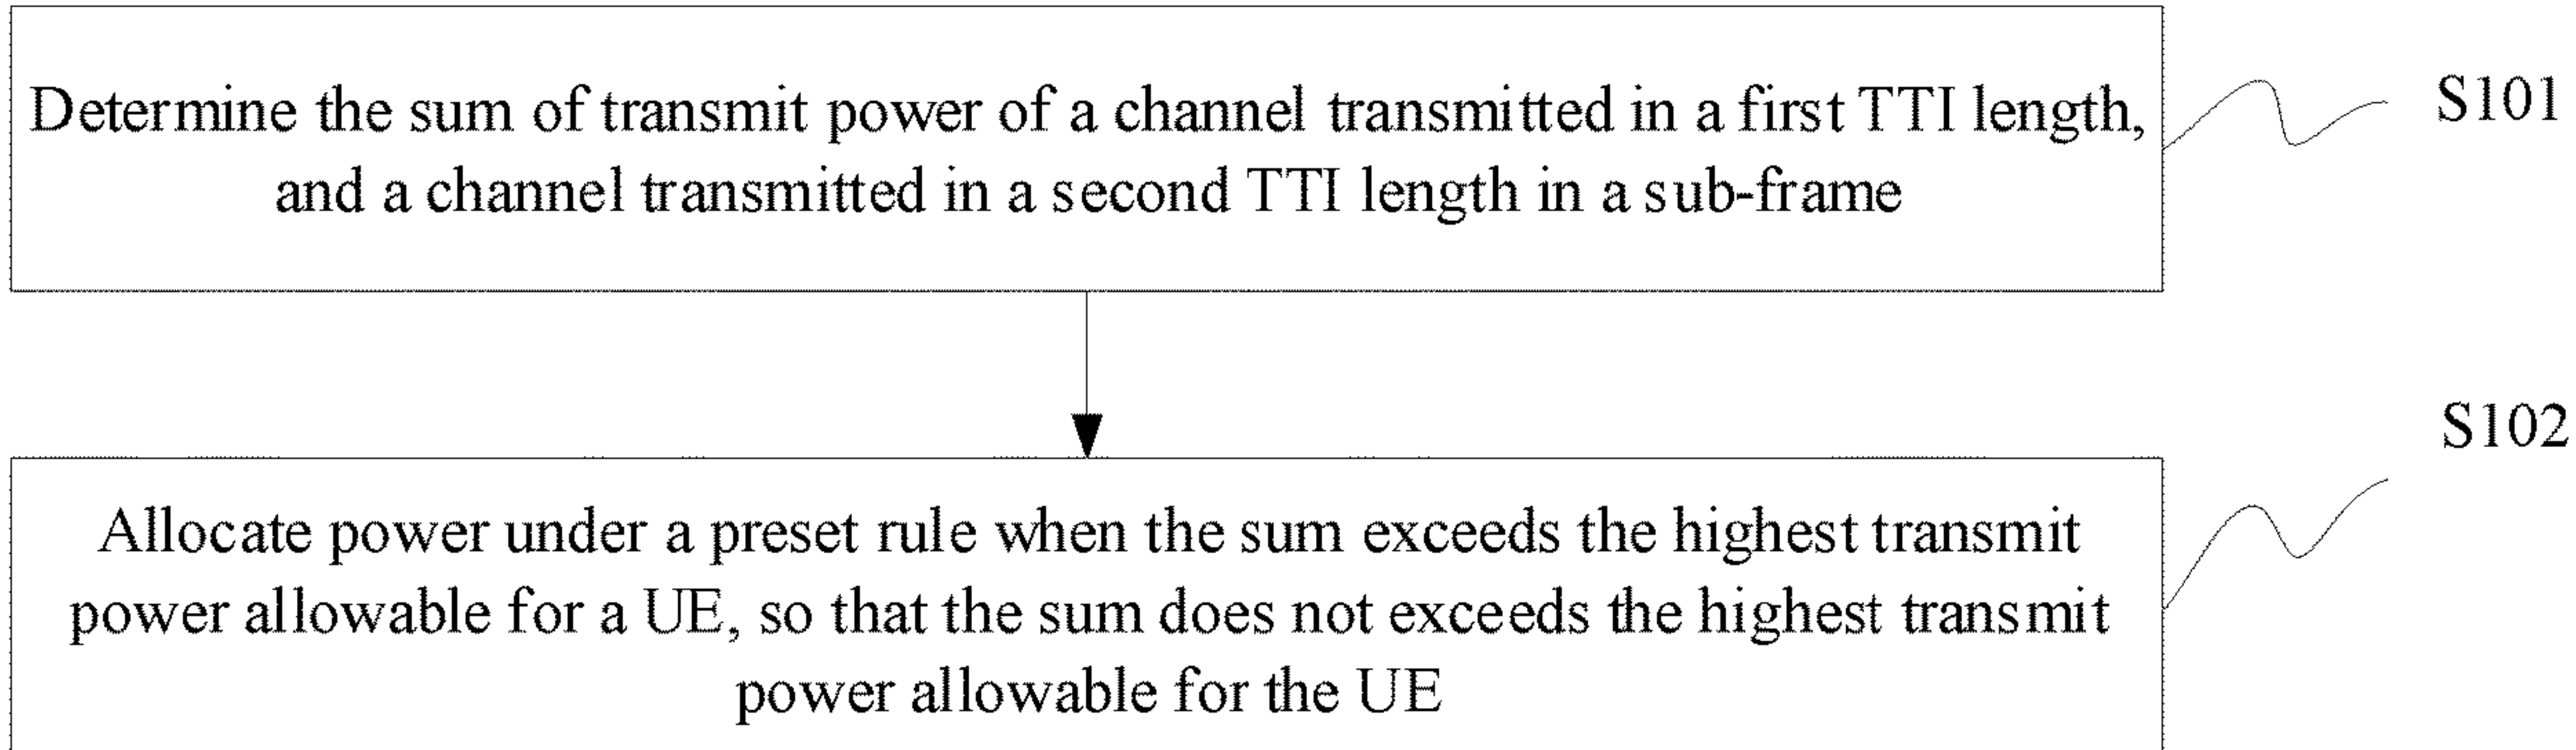 Determine the sum of transmit power of a channel transmitted in a first TTI length,
and a channel transmitted in a second TTI length in a sub-frame
S101
S102
Allocate power under a preset rule when the sum exceeds the highest transmit
power allowable for a UE, so that the sum does not exceeds the highest transmit
power allowable for the UE